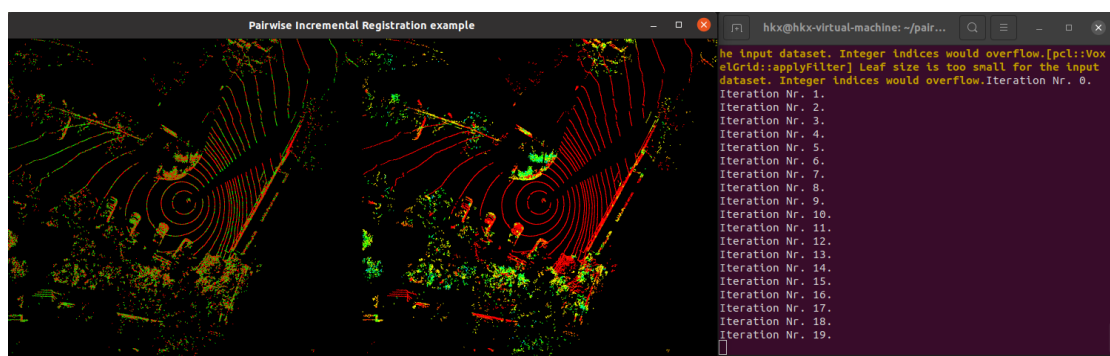 Pairwise Incremental Registration example
hkx@hkx-virtual-machine: ~/pair...
he input dataset. Integer indices would overflow.[pcl::Vox
elGrid::applyFilter] Leaf size is too small for the input
dataset. Integer indices would overflow.Iteration Nr. 0.
Iteration Nr. 1.
Iteration Nr. 2.
Iteration Nr. 3.
Iteration Nr. 4.
Iteration Nr. 5.
Iteration Nr. 6.
Iteration Nr. 7.
Iteration Nr. 8.
Iteration Nr. 9.
Iteration Nr. 10.
Iteration Nr. 11.
Iteration Nr. 12.
Iteration Nr. 13.
Iteration Nr. 14.
Iteration Nr. 15.
Iteration Nr. 16.
Iteration Nr. 17.
Iteration Nr. 18.
Iteration Nr. 19.